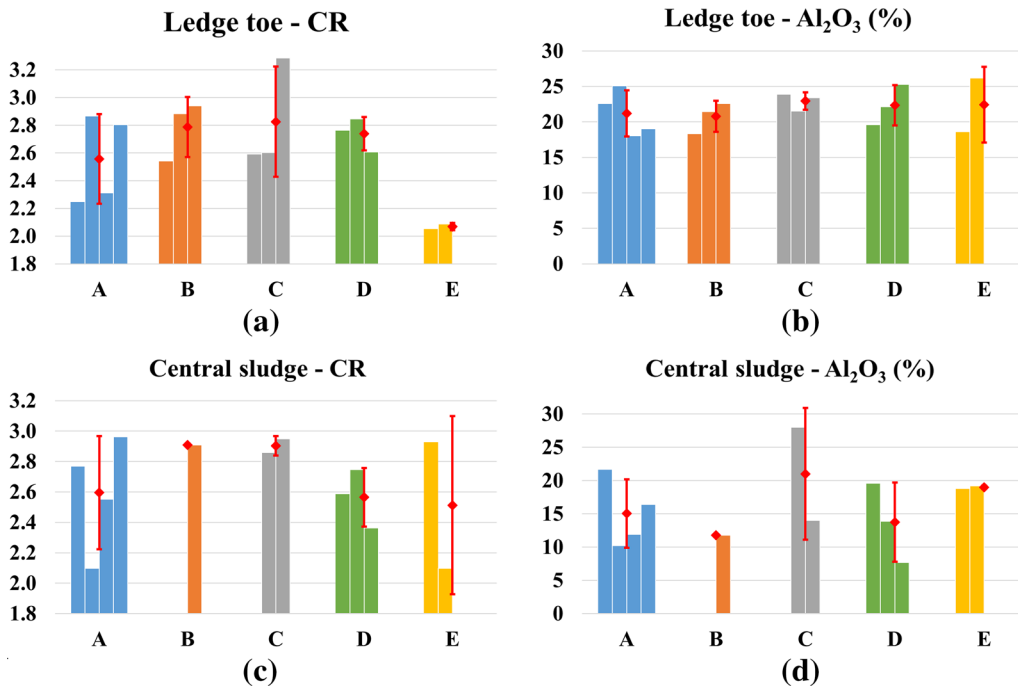 Ledge toe - CR
3.2
3.0
2.8
2.6
2.4
2.2
2.0
1.8
A B C D E
(a)
Ledge toe - Al₂O₃ (%)
30
25
20
15
10
5
0
A B C D E
(b)
Central sludge - CR
3.2
3.0
2.8
2.6
2.4
2.2
2.0
1.8
A B C D E
(c)
Central sludge - Al₂O₃ (%)
30
25
20
15
10
5
0
A B C D E
(d)